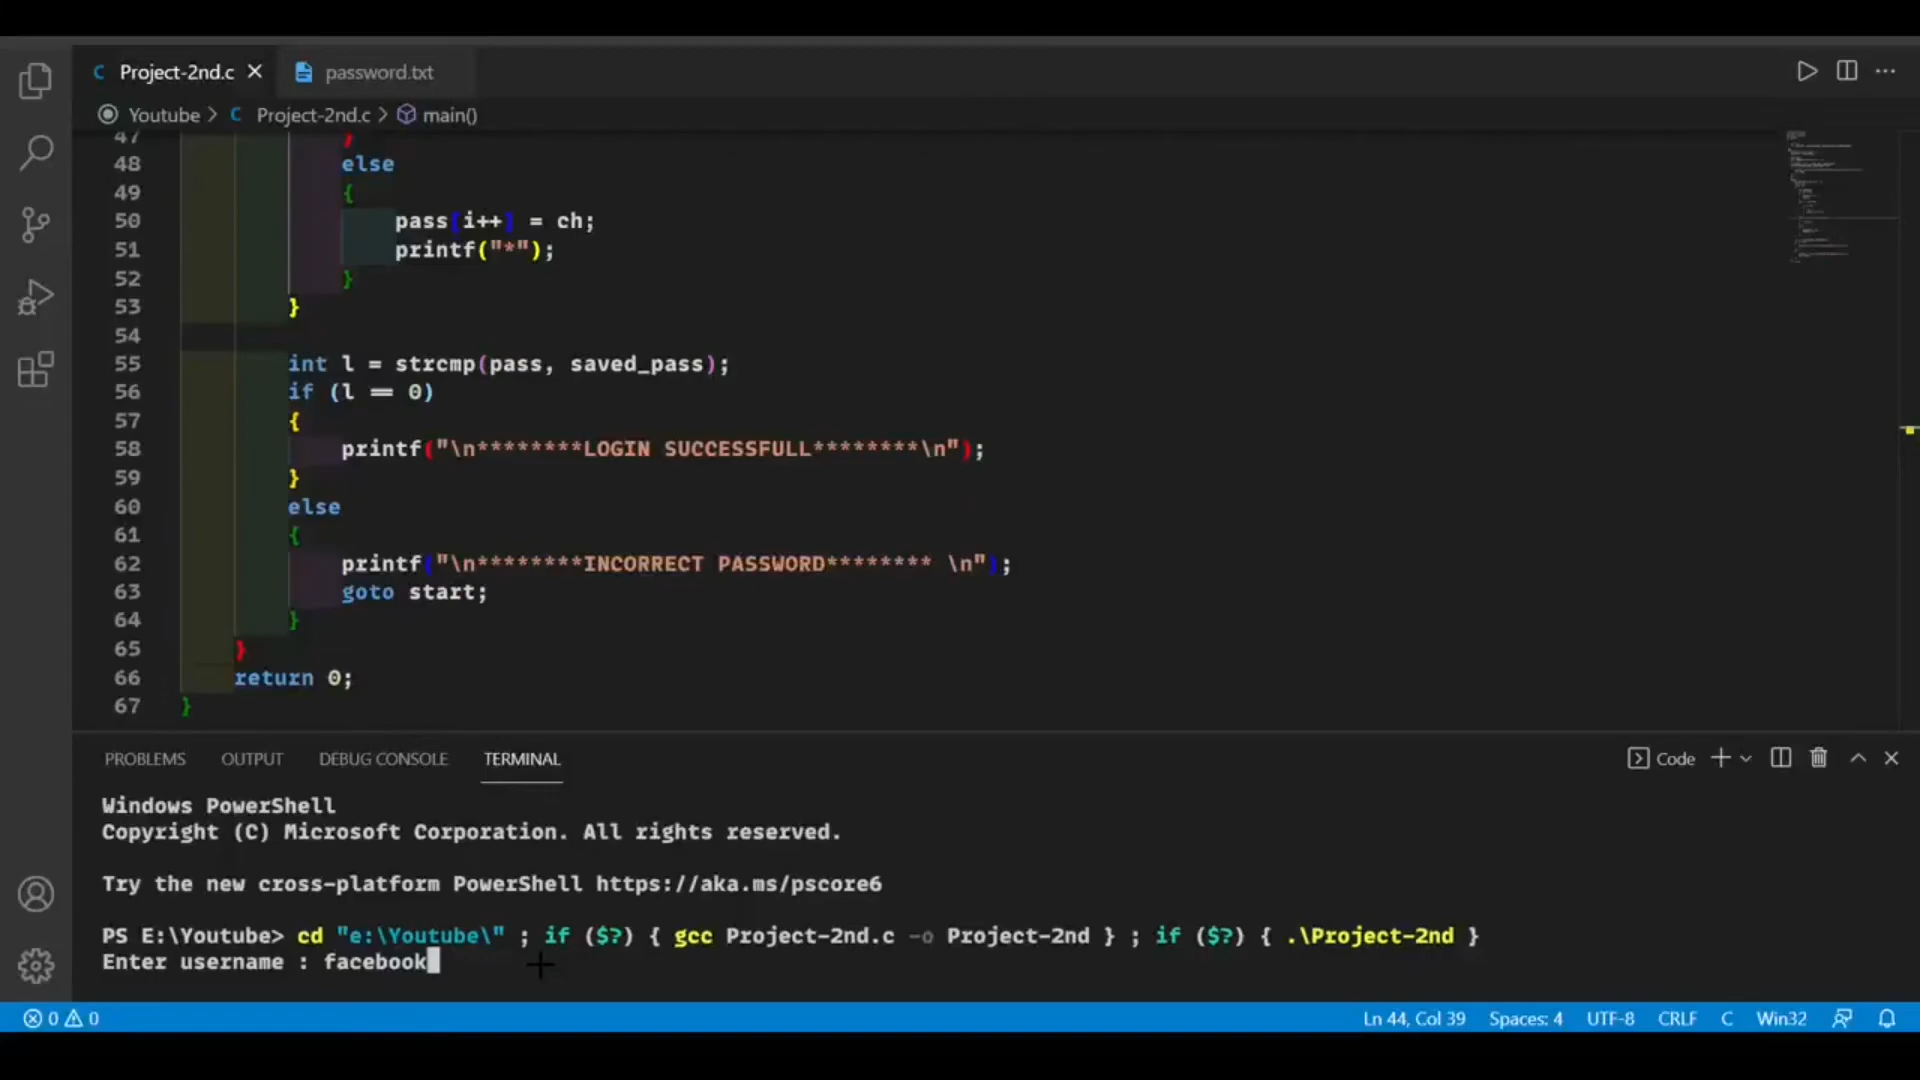 Project-2nd.c
password.txt
Youtube > C Project-2nd.c > main()
47 }
48 else
49 {
50 pass[i++] = ch;
51 printf("*");
52 }
53 }
54
55 int l = strcmp(pass, saved_pass);
56 if (l == 0)
57 {
58 printf("\n********LOGIN SUCCESSFULL********\n");
59 }
60 else
61 {
62 printf("\n********INCORRECT PASSWORD******** \n");
63 goto start;
64 }
65 }
66 return 0;
67 }
PROBLEMS OUTPUT DEBUG CONSOLE TERMINAL
Code
Windows PowerShell
Copyright (C) Microsoft Corporation. All rights reserved.
Try the new cross-platform PowerShell https://aka.ms/pscore6
PS E:\Youtube> cd "e:\Youtube\" ; if ($?) { gcc Project-2nd.c -o Project-2nd } ; if ($?) { .\Project-2nd }
Enter username : facebook
0 0 Ln 44, Col 39 Spaces: 4 UTF-8 CRLF C Win32